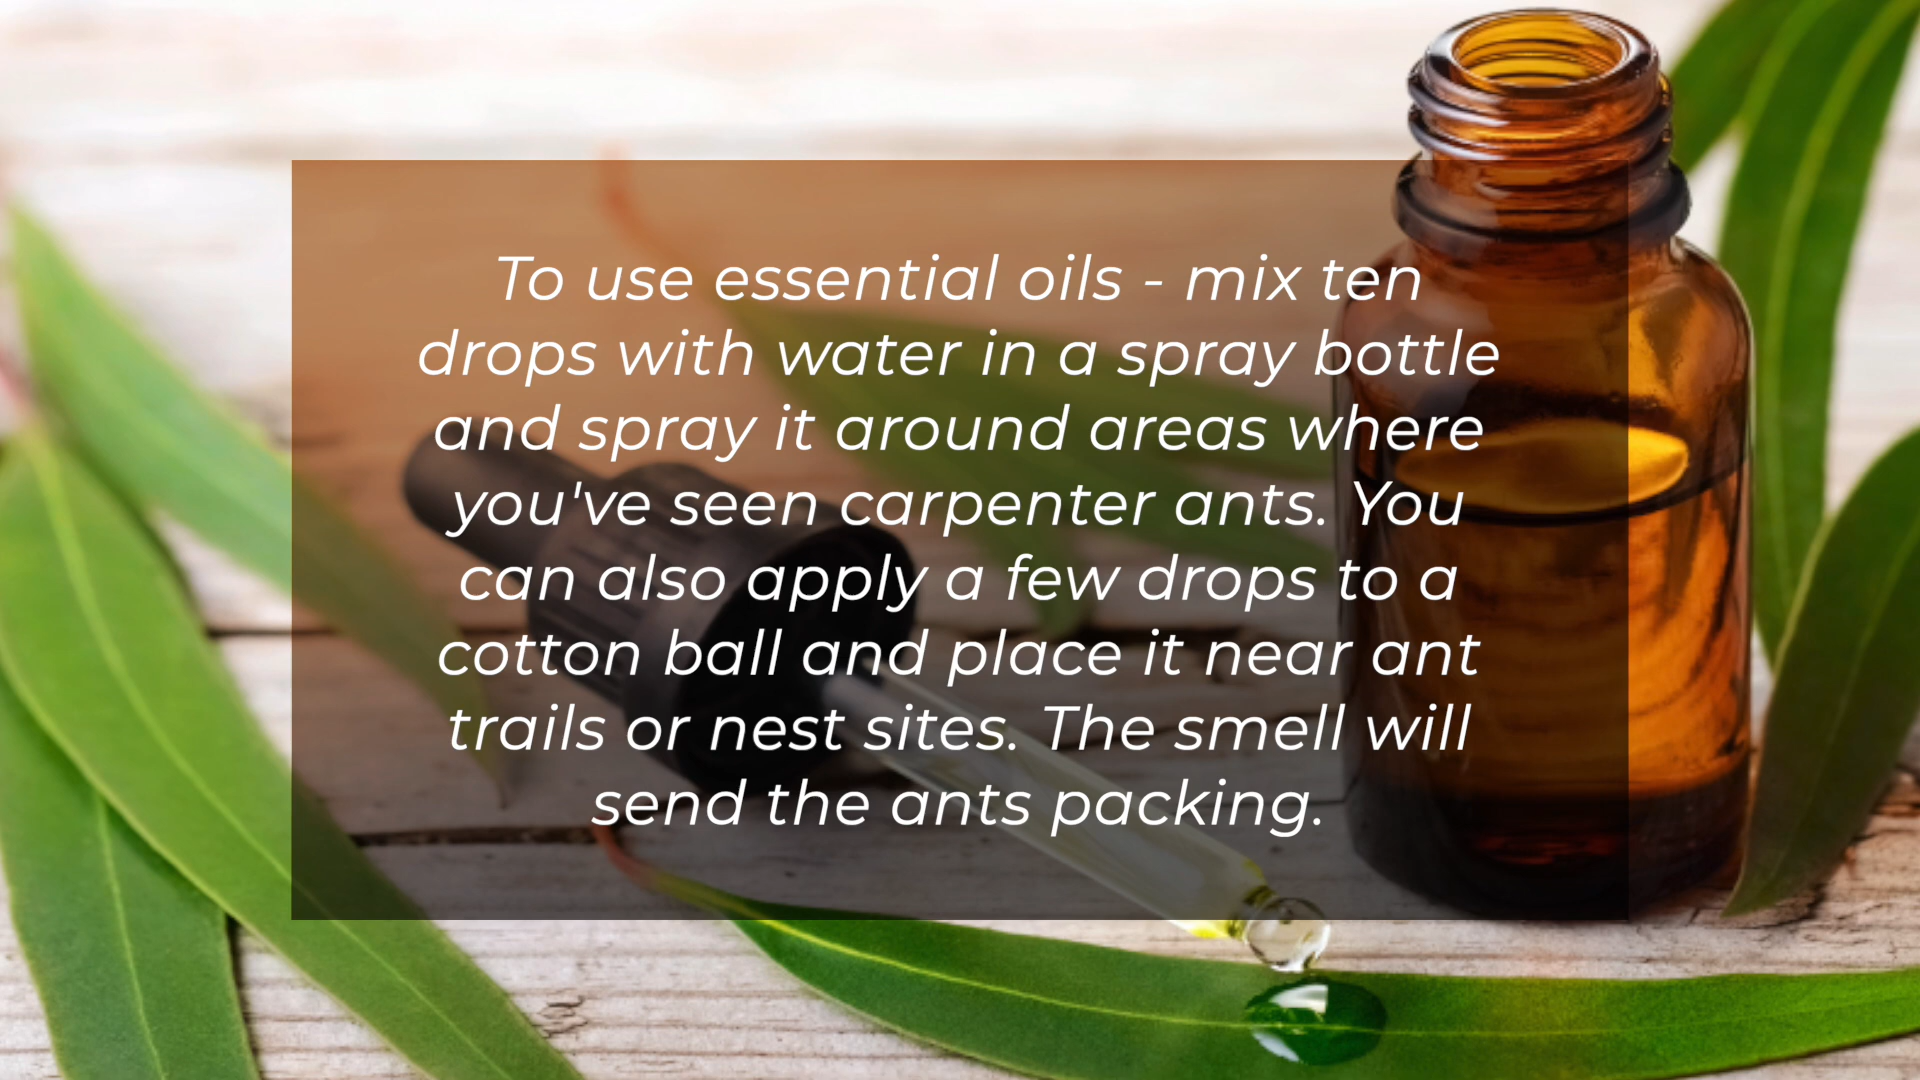 To use essential oils - mix ten
drops with water in a spray bottle
and spray it around areas where
you've seen carpenter ants. You
can also apply a few drops to a
cotton ball and place it near ant
trails or nest sites. The smell will
send the ants packing.